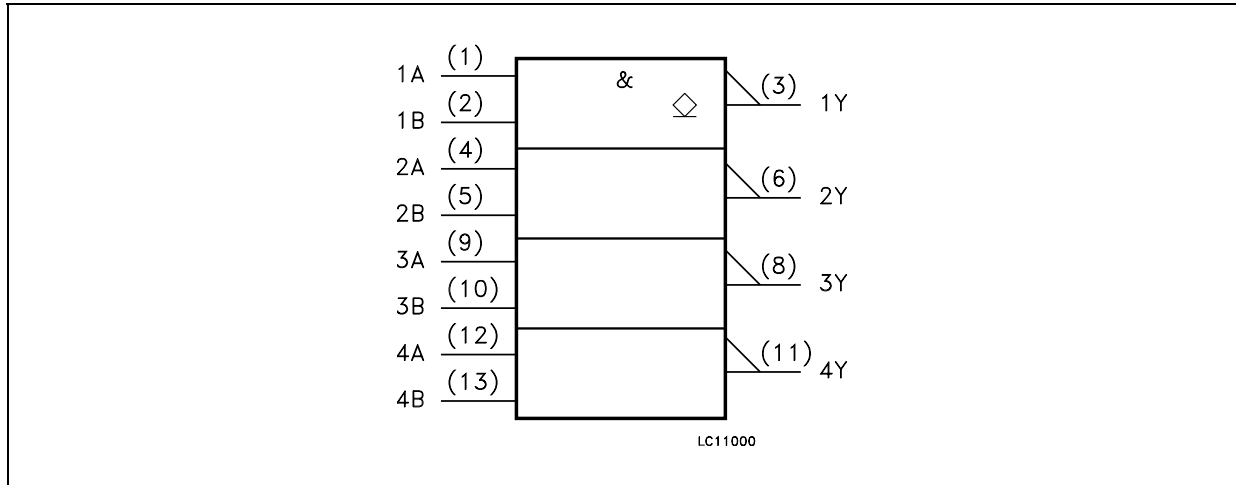 1A (1)
1B (2)
2A (4)
2B (5)
3A (9)
3B (10)
4A (12)
4B (13)
&
(3) 1Y
(6) 2Y
(8) 3Y
(11) 4Y
LC11000